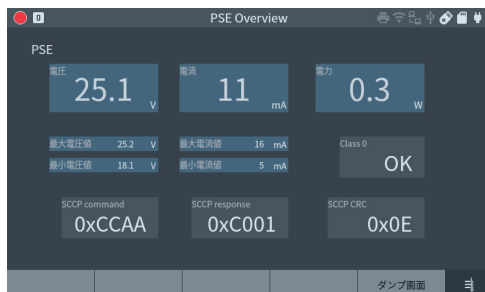 0 PSE Overview
PSE
電圧 電流 電力
25.1 V 11 mA 0.3 W
最大電圧値 25.2 V 最大電流値 16 mA Class 0
最小電圧値 18.1 V 最小電流値 5 mA OK
SCCP command SCCP response SCCP CRC
0xCCAA 0xC001 0x0E
ダンプ画面